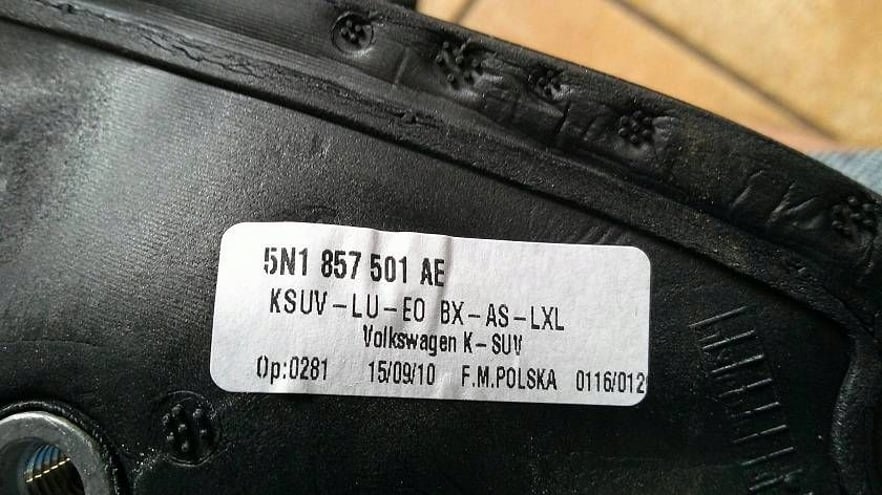 5N1 857 501 AE
KSUV-LU-EO BX-AS-LXL
Volkswagen K-SUV
Op:0281 15/09/10 F.M.POLSKA 0116/012